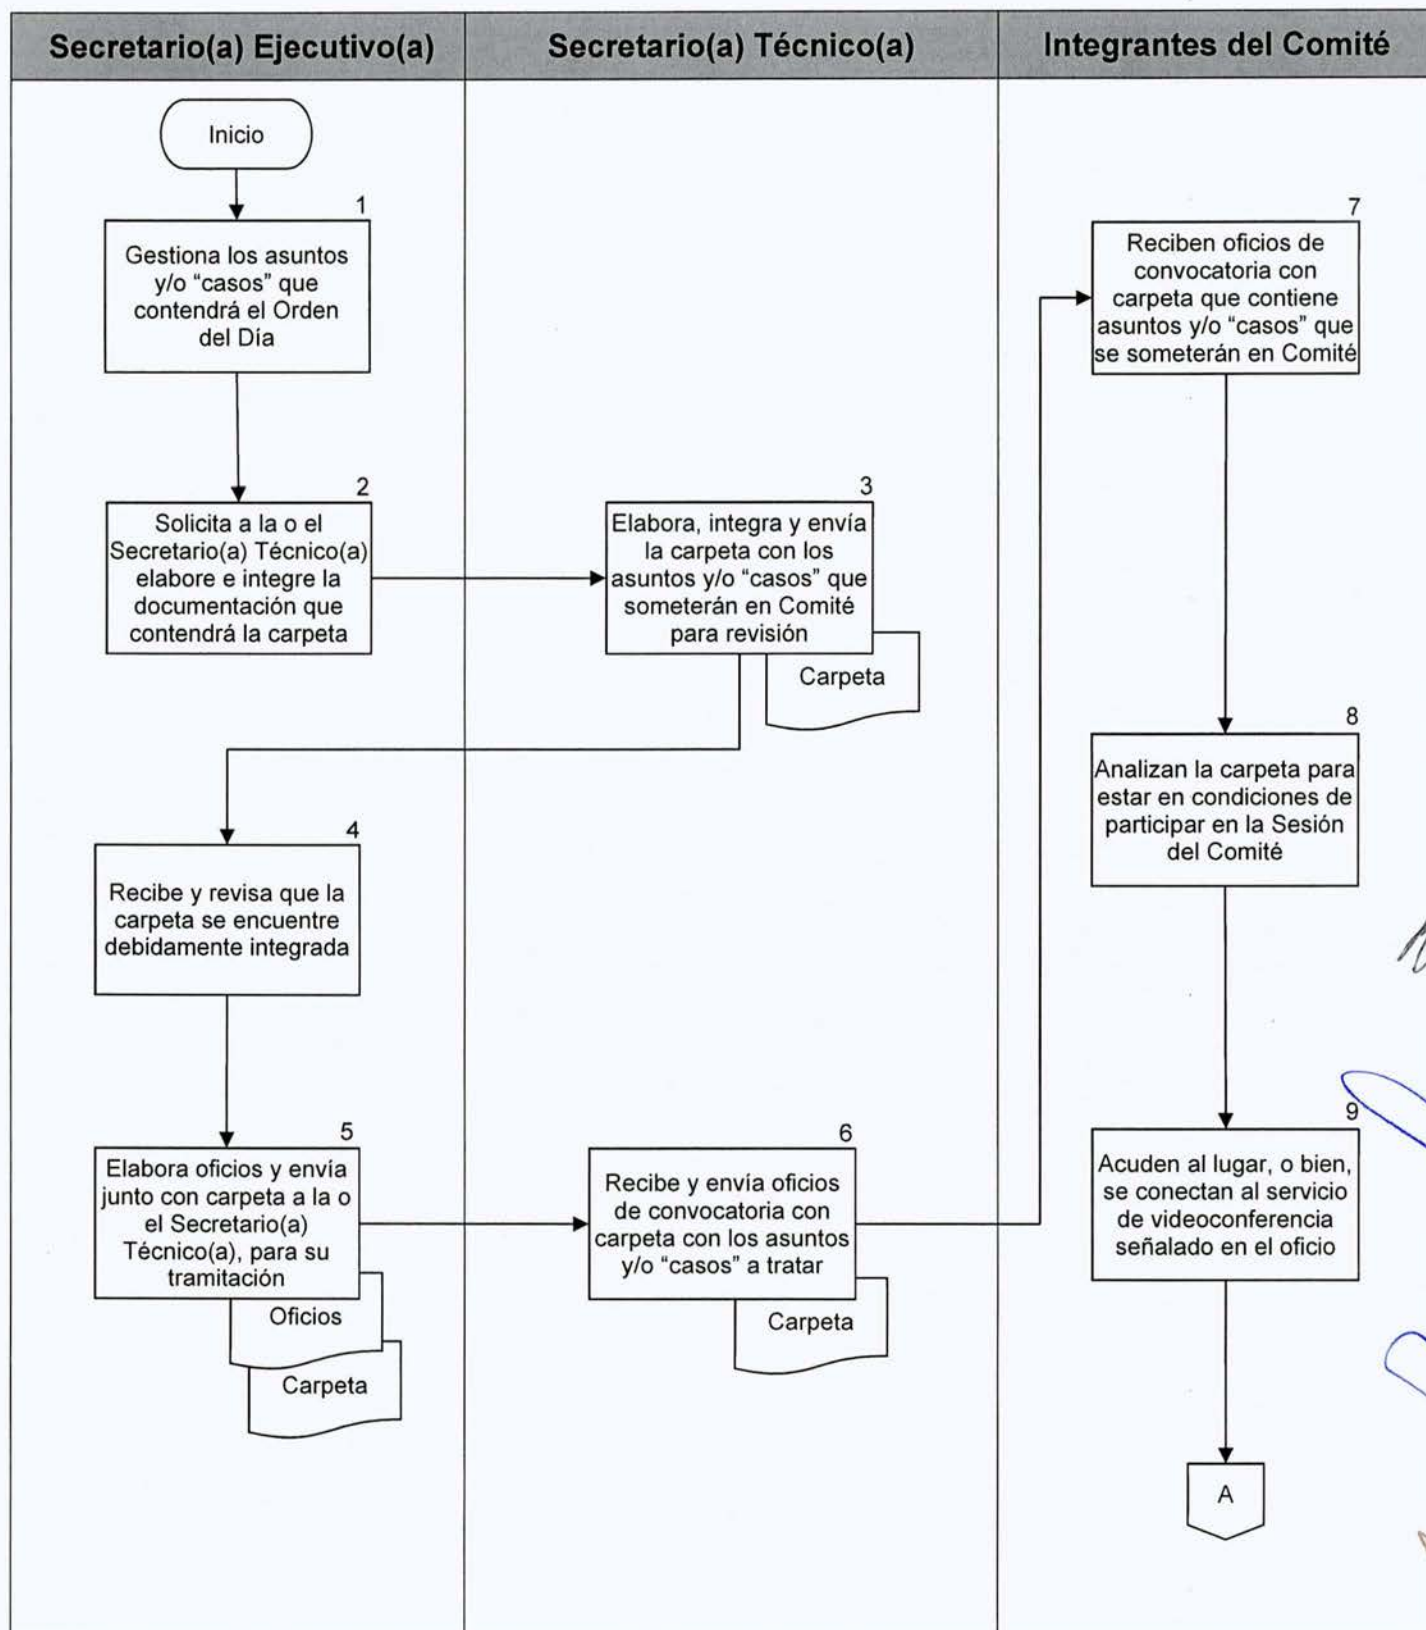 Secretario(a) Ejecutivo(a)
Secretario(a) Técnico(a)
Integrantes del Comité
Inicio
1
Gestiona los asuntos
y/o “casos” que
contendrá el Orden
del Día
2
Solicita a la o el
Secretario(a) Técnico(a)
elabore e integre la
documentación que
contendrá la carpeta
3
Elabora, integra y envía
la carpeta con los
asuntos y/o “casos” que
someterán en Comité
para revisión
Carpeta
4
Recibe y revisa que la
carpeta se encuentre
debidamente integrada
5
Elabora oficios y envía
junto con carpeta a la o
el Secretario(a)
Técnico(a), para su
tramitación
Oficios
Carpeta
6
Recibe y envía oficios
de convocatoria con
carpeta con los asuntos
y/o “casos” a tratar
Carpeta
7
Reciben oficios de
convocatoria con
carpeta que contiene
asuntos y/o “casos” que
se someterán en Comité
8
Analizan la carpeta para
estar en condiciones de
participar en la Sesión
del Comité
9
Acuden al lugar, o bien,
se conectan al servicio
de videoconferencia
señalado en el oficio
A